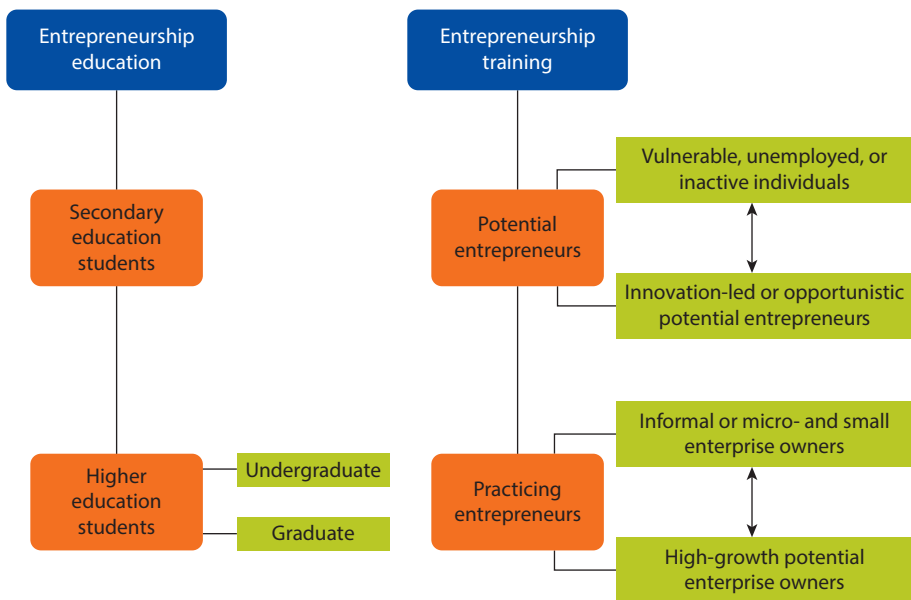 Entrepreneurship
education
Secondary
education
students
Higher
education
students
Undergraduate
Graduate
Entrepreneurship
training
Potential
entrepreneurs
Vulnerable, unemployed, or
inactive individuals
Innovation-led or opportunistic
potential entrepreneurs
Practicing
entrepreneurs
Informal or micro- and small
enterprise owners
High-growth potential
enterprise owners